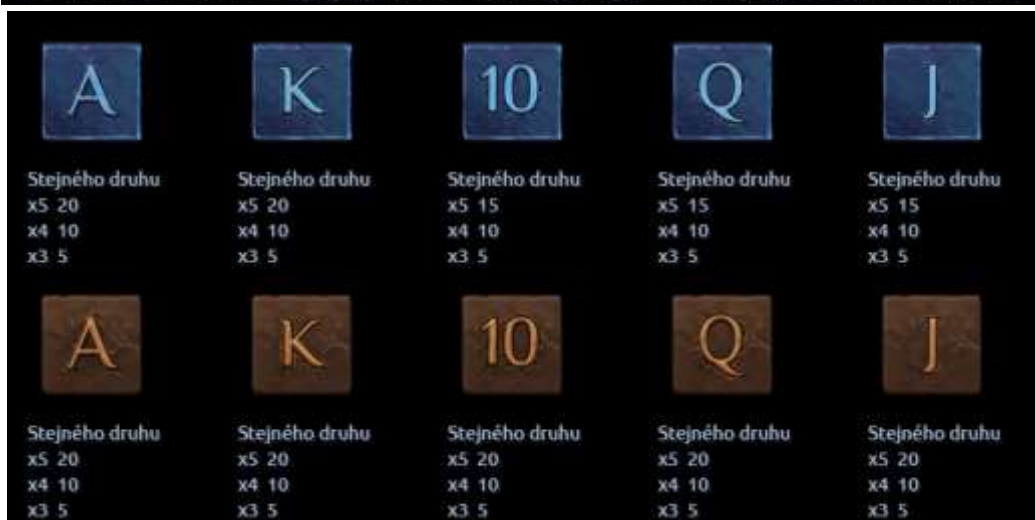 A K 10 Q J
Stejného druhu Stejného druhu Stejného druhu Stejného druhu Stejného druhu
x5 20 x5 20 x5 15 x5 15 x5 15
x4 10 x4 10 x4 10 x4 10 x4 10
x3 5 x3 5 x3 5 x3 5 x3 5
A K 10 Q J
Stejného druhu Stejného druhu Stejného druhu Stejného druhu Stejného druhu
x5 20 x5 20 x5 20 x5 20 x5 20
x4 10 x4 10 x4 10 x4 10 x4 10
x3 5 x3 5 x3 5 x3 5 x3 5